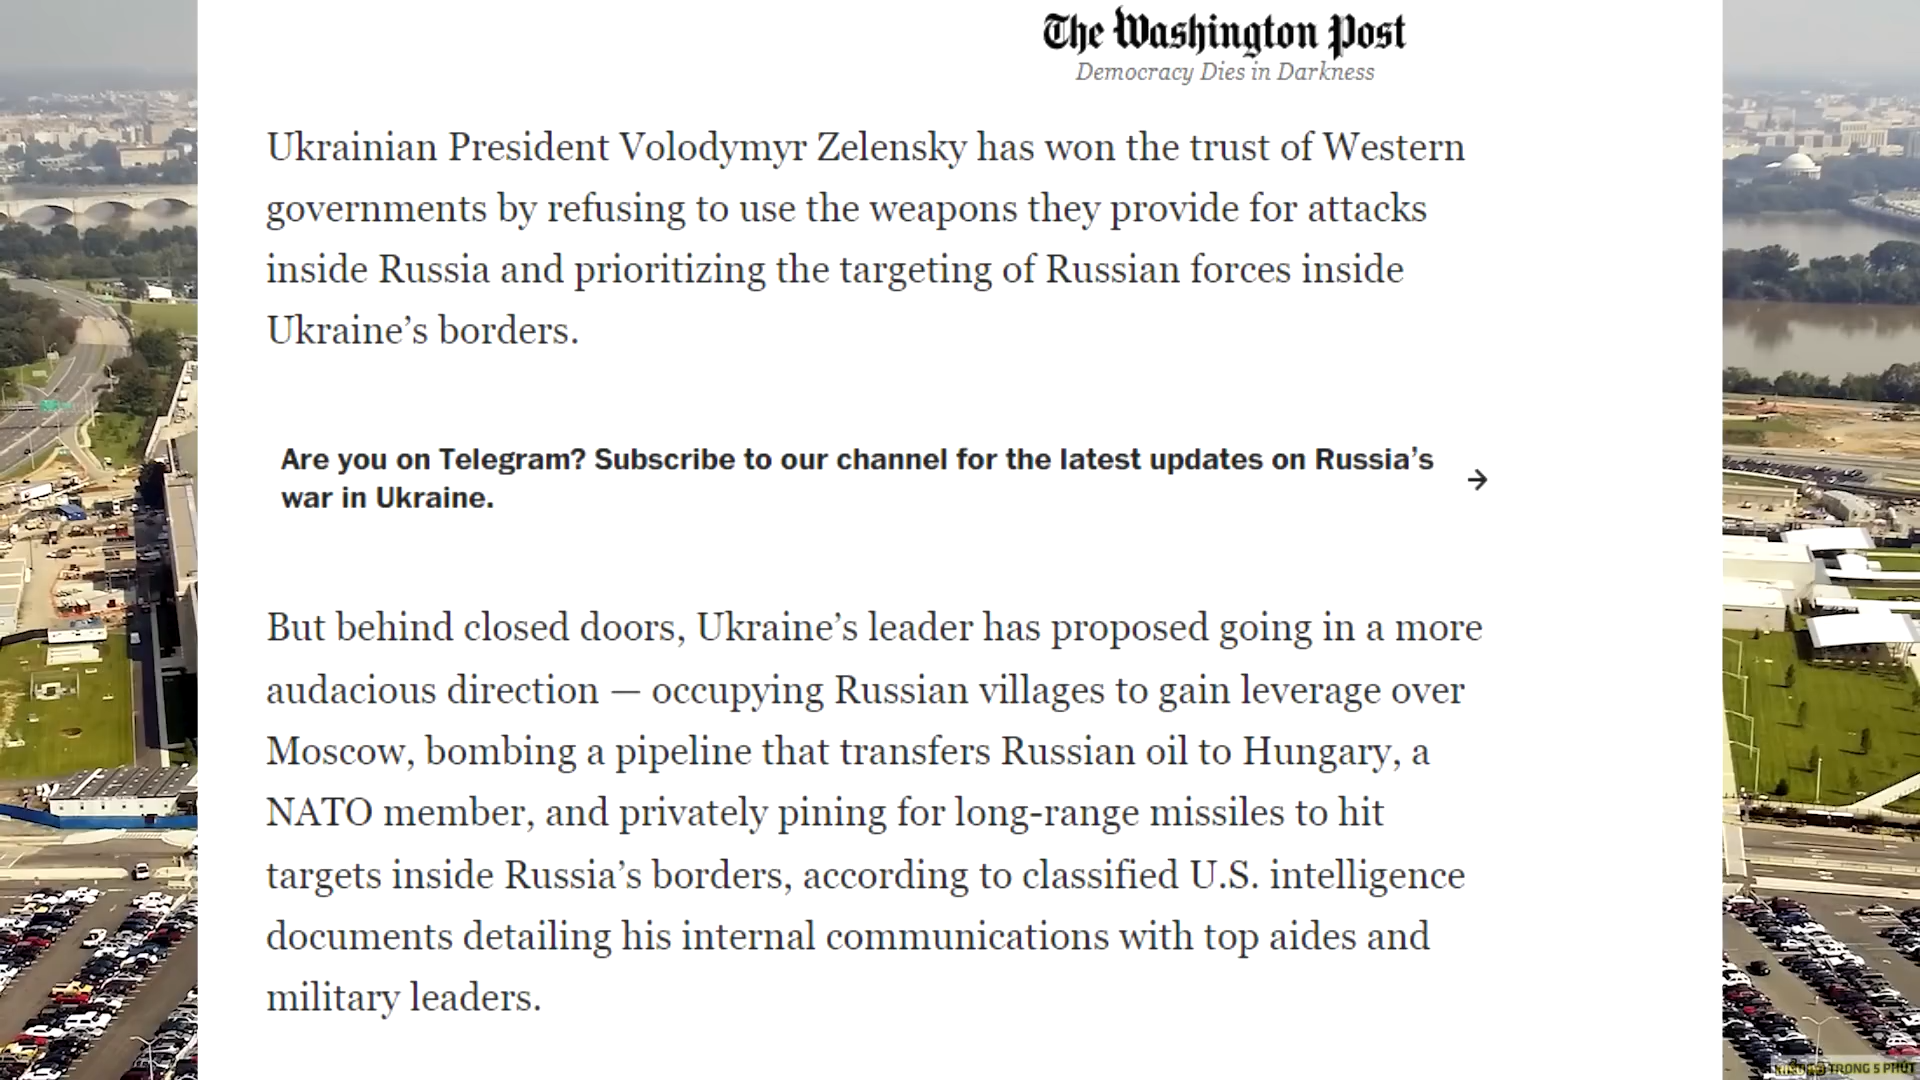 The Washington Post
Democracy Dies in Darkness
Ukrainian President Volodymyr Zelensky has won the trust of Western
governments by refusing to use the weapons they provide for attacks
inside Russia and prioritizing the targeting of Russian forces inside
Ukraine’s borders.
Are you on Telegram? Subscribe to our channel for the latest updates on Russia’s
war in Ukraine.
But behind closed doors, Ukraine’s leader has proposed going in a more
audacious direction — occupying Russian villages to gain leverage over
Moscow, bombing a pipeline that transfers Russian oil to Hungary, a
NATO member, and privately pining for long-range missiles to hit
targets inside Russia’s borders, according to classified U.S. intelligence
documents detailing his internal communications with top aides and
military leaders.
TRONG 5 PHÚT